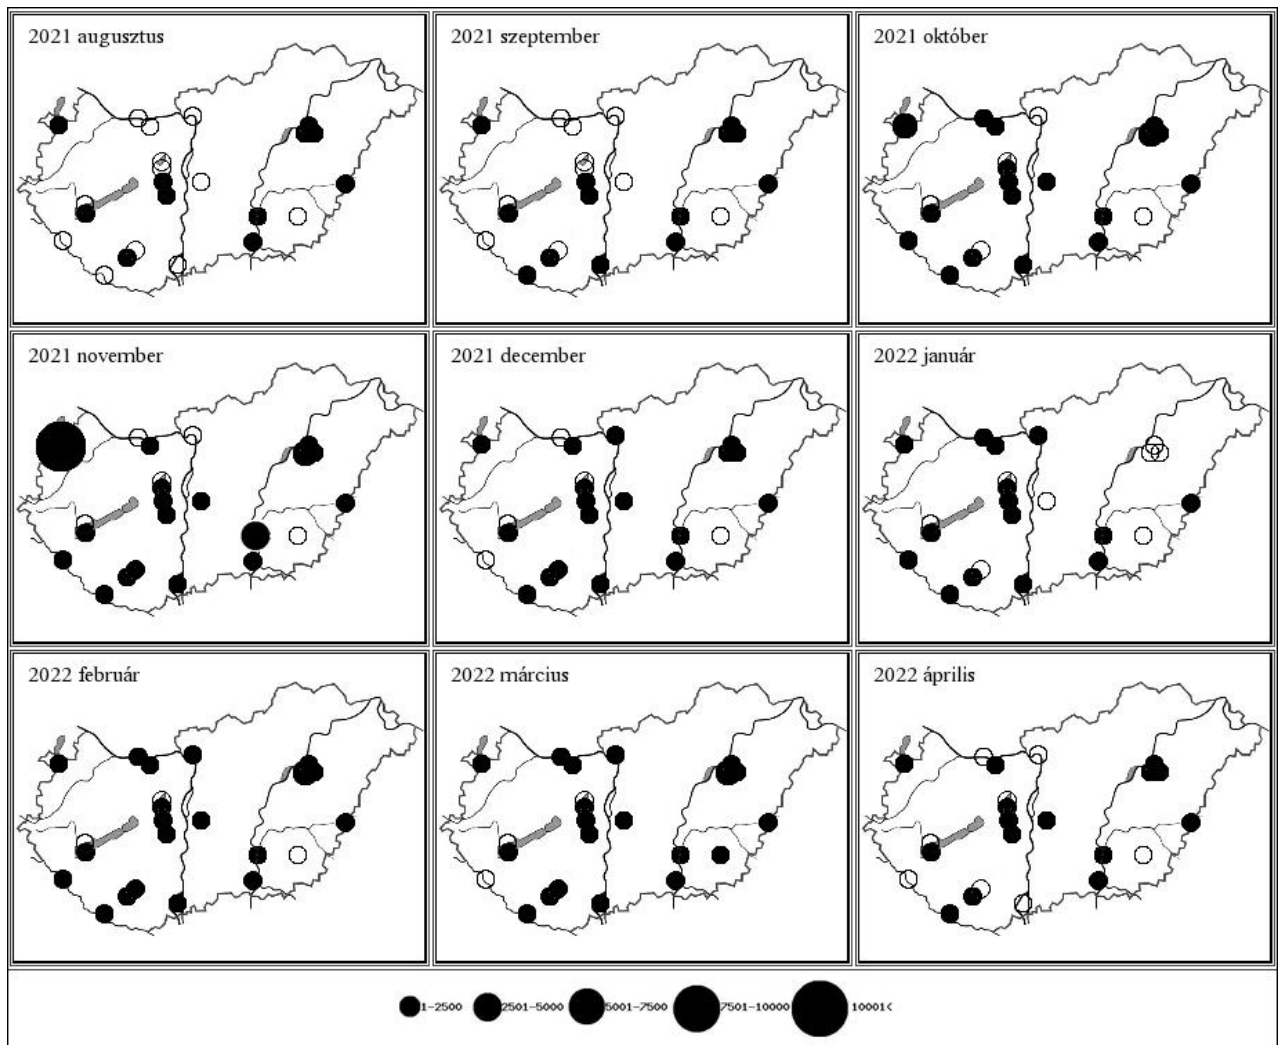 2021 augusztus
2021 szeptember
2021 október
2021 november
2021 december
2022 január
2022 február
2022 március
2022 április
1-2500 2501-5000 5001-7500 7501-10000 10001<